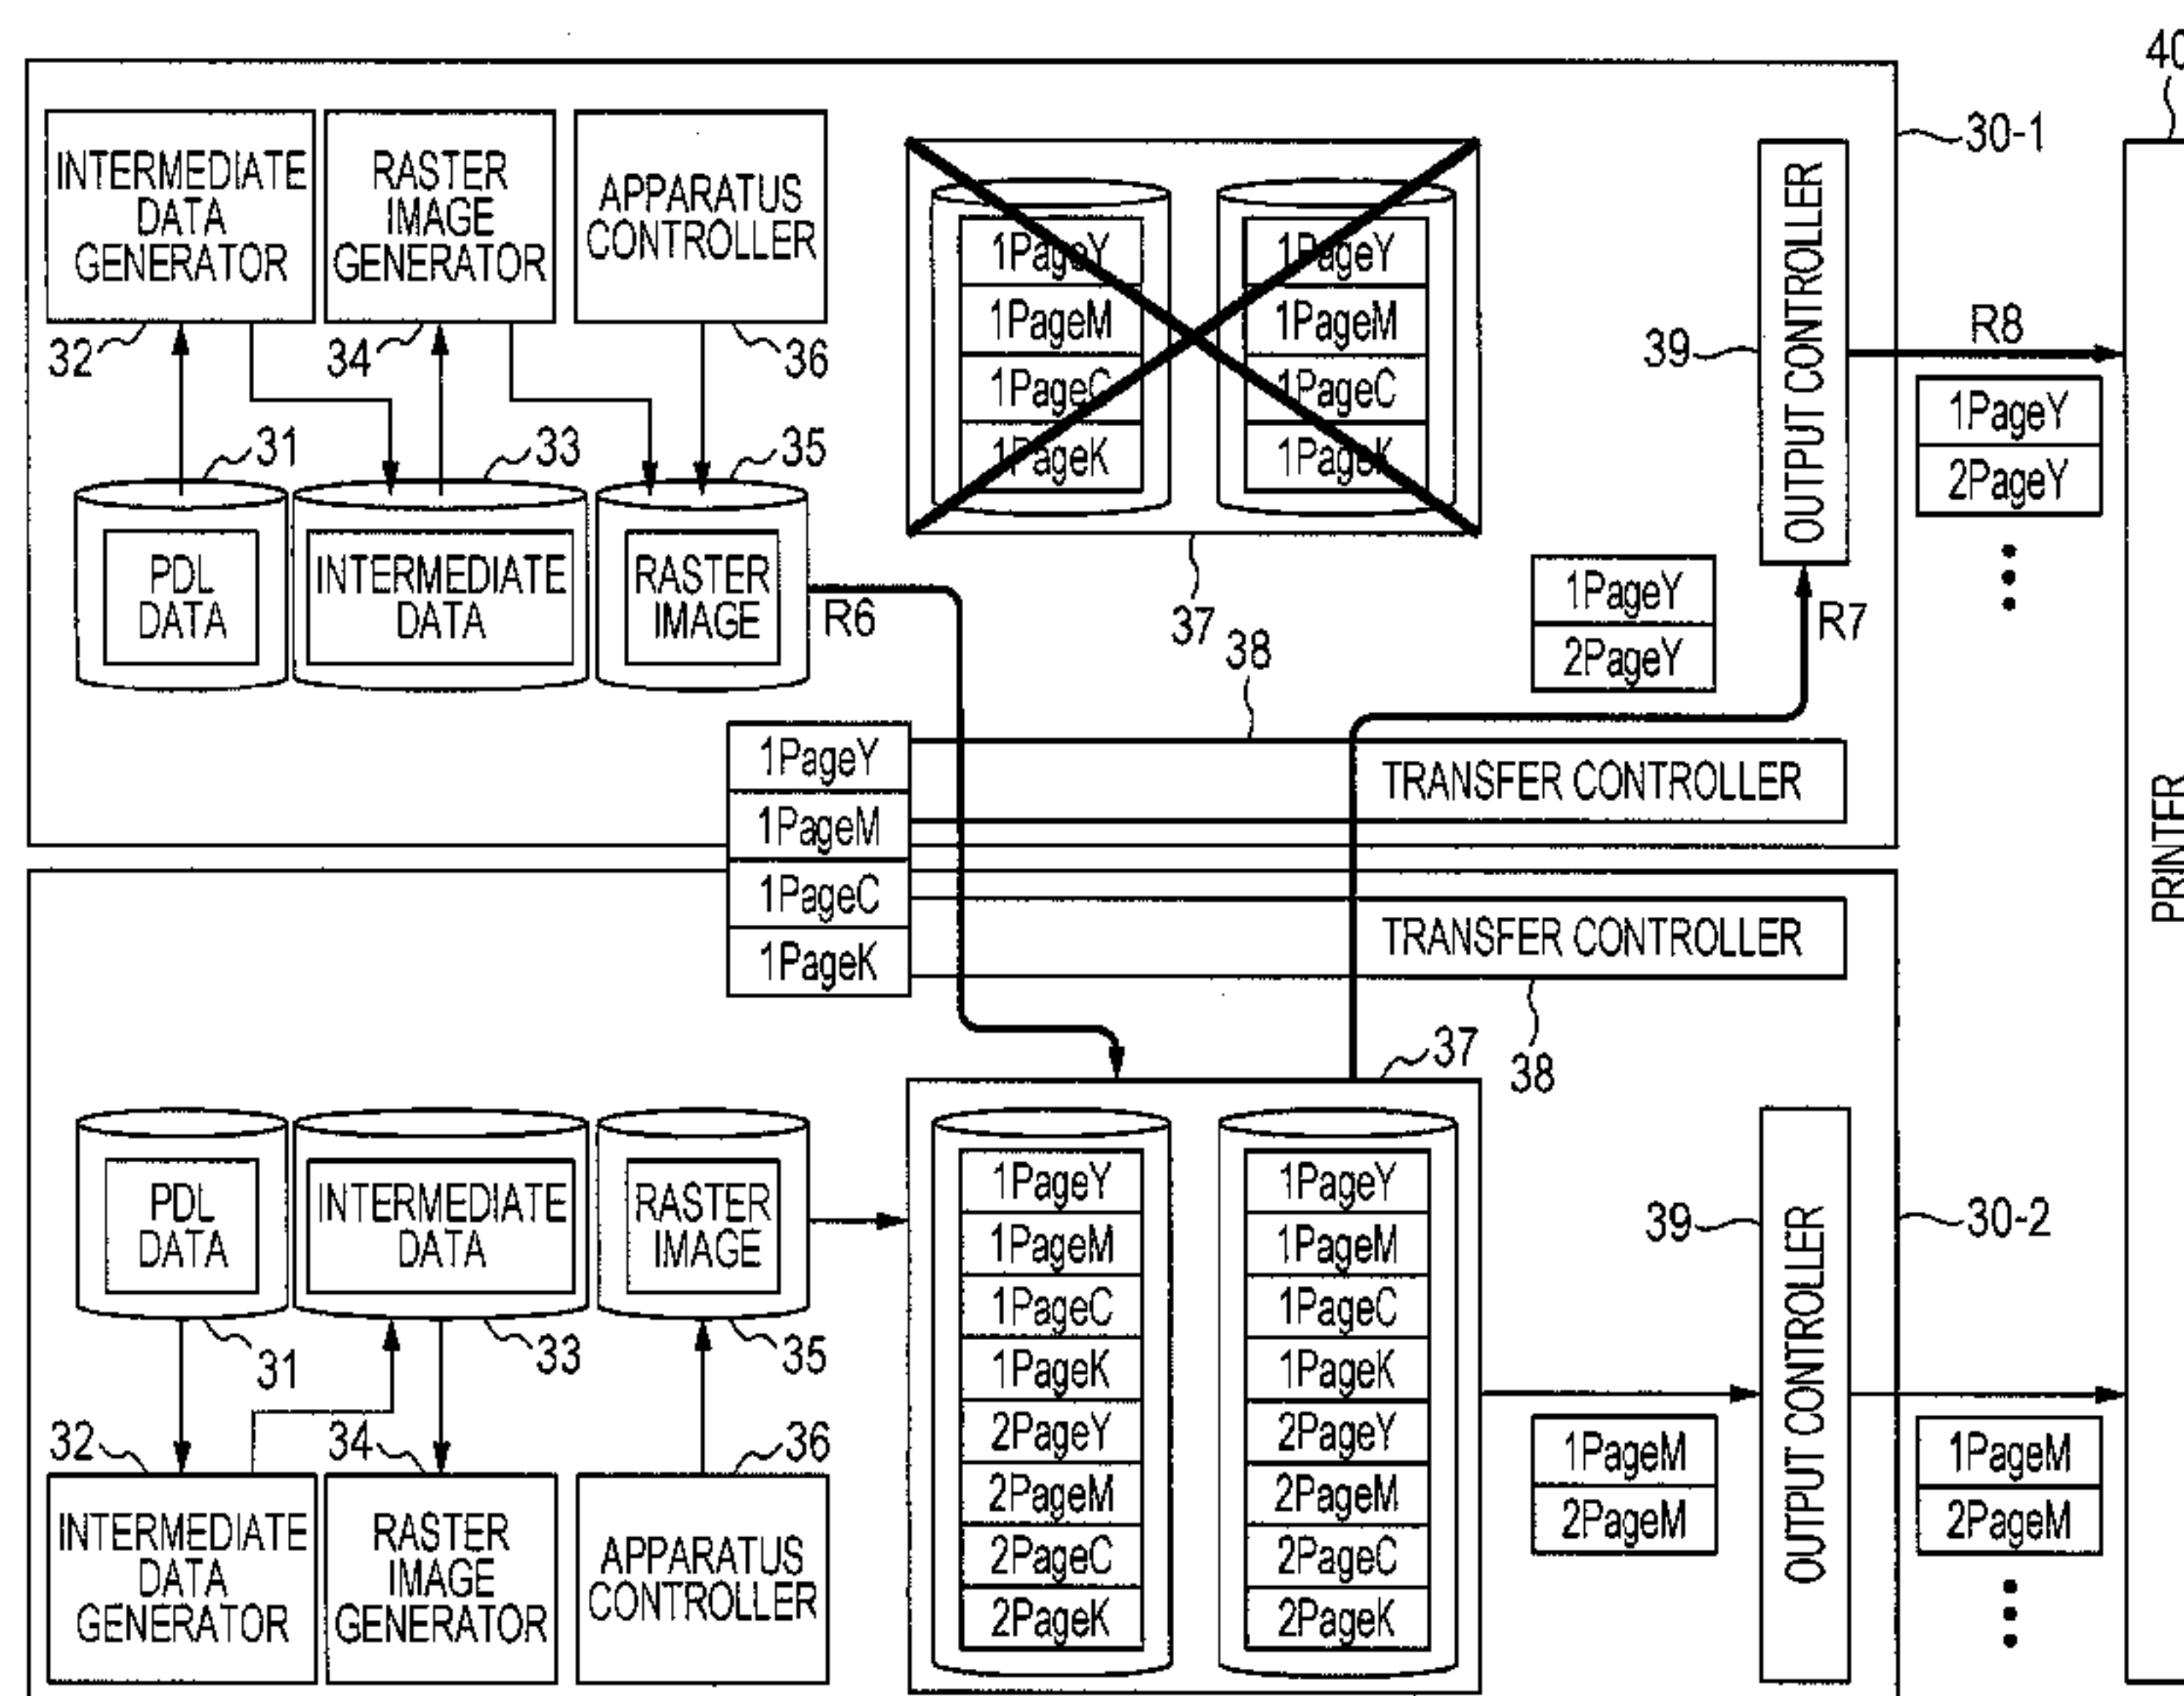 40
30-1
INTERMEDIATE
DATA
GENERATOR
RASTER
IMAGE
GENERATOR
APPARATUS
CONTROLLER
32
34
36
1PageY
1PageM
1PageC
1PageK
1PageY
1PageM
1PageC
1PageK
37
39
OUTPUT CONTROLLER
R8
1PageY
2PageY
31
33
35
PDL
DATA
INTERMEDIATE
DATA
RASTER
IMAGE
R6
1PageY
2PageY
R7
38
TRANSFER CONTROLLER
1PageY
1PageM
1PageC
1PageK
TRANSFER CONTROLLER
38
PRINTER
37
PDL
DATA
INTERMEDIATE
DATA
RASTER
IMAGE
31
33
35
1PageY
1PageM
1PageC
1PageK
2PageY
2PageM
2PageC
2PageK
1PageY
1PageM
1PageC
1PageK
2PageY
2PageM
2PageC
2PageK
39
OUTPUT CONTROLLER
30-2
32
34
36
INTERMEDIATE
DATA
GENERATOR
RASTER
IMAGE
GENERATOR
APPARATUS
CONTROLLER
1PageM
2PageM
1PageM
2PageM